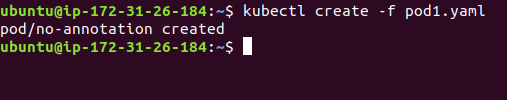 ubuntu@ip-172-31-26-184:~$ kubectl create -f pod1.yaml
pod/no-annotation created
ubuntu@ip-172-31-26-184:~$